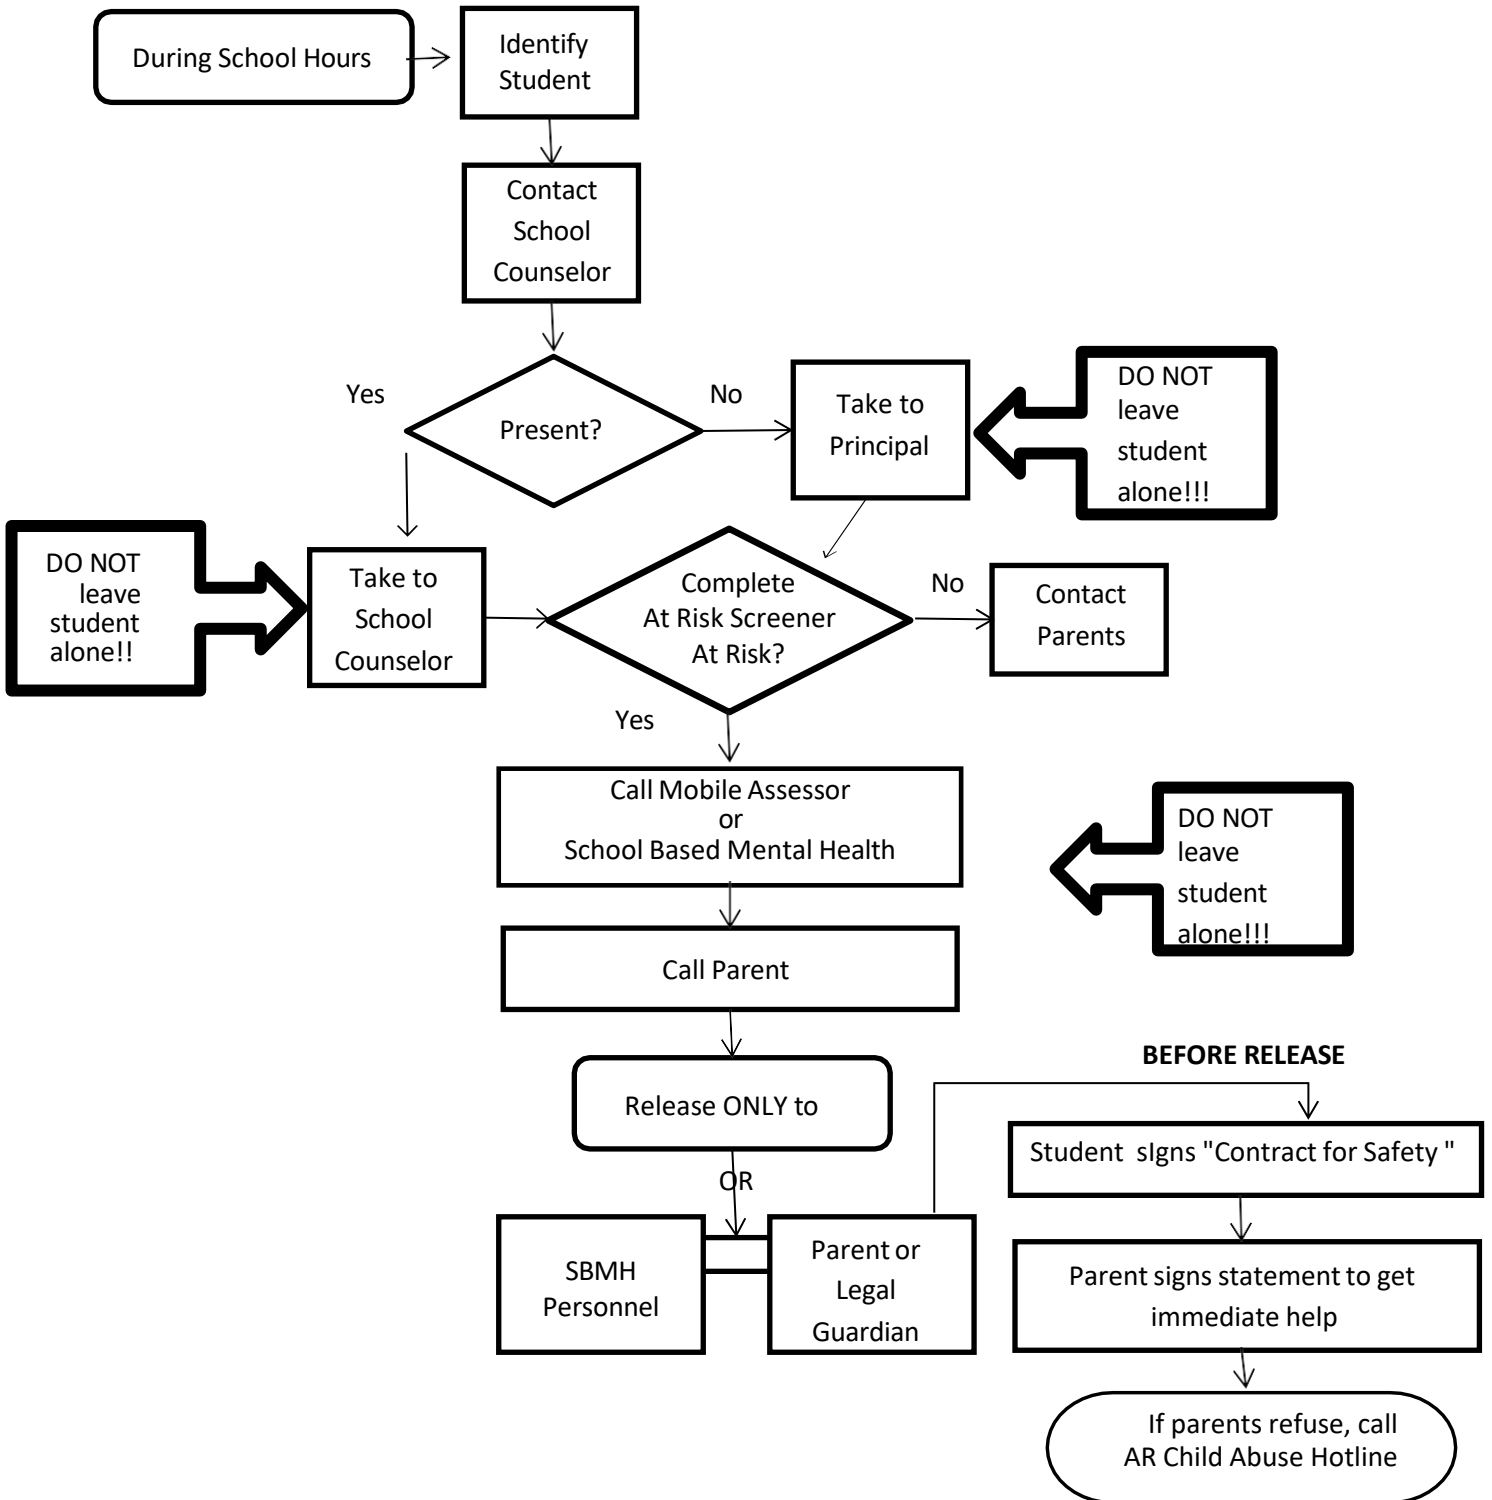 During School Hours
Identify
Student
Contact
School
Counselor
Yes
Present?
No
Take to
Principal
DO NOT
leave
student
alone!!!
DO NOT
leave
student
alone!!
Take to
School
Counselor
Complete
At Risk Screener
At Risk?
No
Contact
Parents
Yes
Call Mobile Assessor
or
School Based Mental Health
DO NOT
leave
student
alone!!!
Call Parent
Release ONLY to
OR
SBMH
Personnel
Parent or
Legal
Guardian
BEFORE RELEASE
Student sIgns "Contract for Safety "
Parent signs statement to get
immediate help
If parents refuse, call
AR Child Abuse Hotline